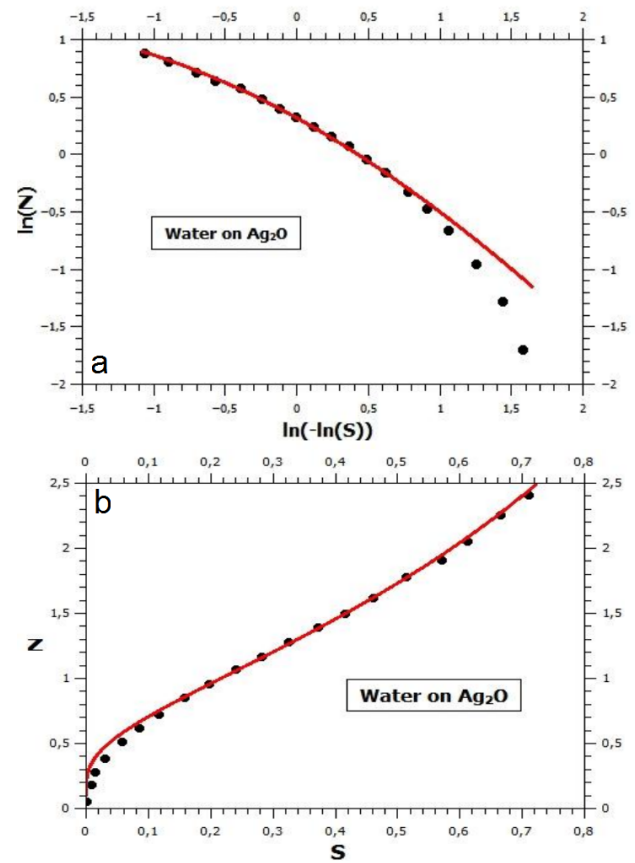 -1,5 -1 -0,5 0 0,5 1 1,5 2
1 1
0,5 0,5
0 0
ln(N)
-0,5 -0,5
Water on Ag₂O
-1 -1
-1,5 -1,5
a
-2 -2
-1,5 -1 -0,5 0 0,5 1 1,5 2
ln(-ln(S))
0 0,1 0,2 0,3 0,4 0,5 0,6 0,7 0,8
2,5 2,5
b
2 2
1,5 1,5
N
1 1
Water on Ag₂O
0,5 0,5
0 0
0 0,1 0,2 0,3 0,4 0,5 0,6 0,7 0,8
S